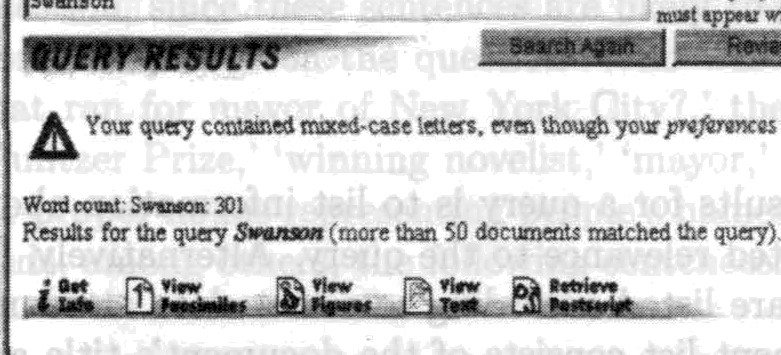 Swanson
must appear w
QUERY RESULTS
Search Again
Your query contained mixed-case letters, even though your preferences
Word count: Swanson: 301
Results for the query Swanson (more than 50 documents matched the query).
Get Info
View Facsimiles
View Figures
View Text
Retrieve Postscript